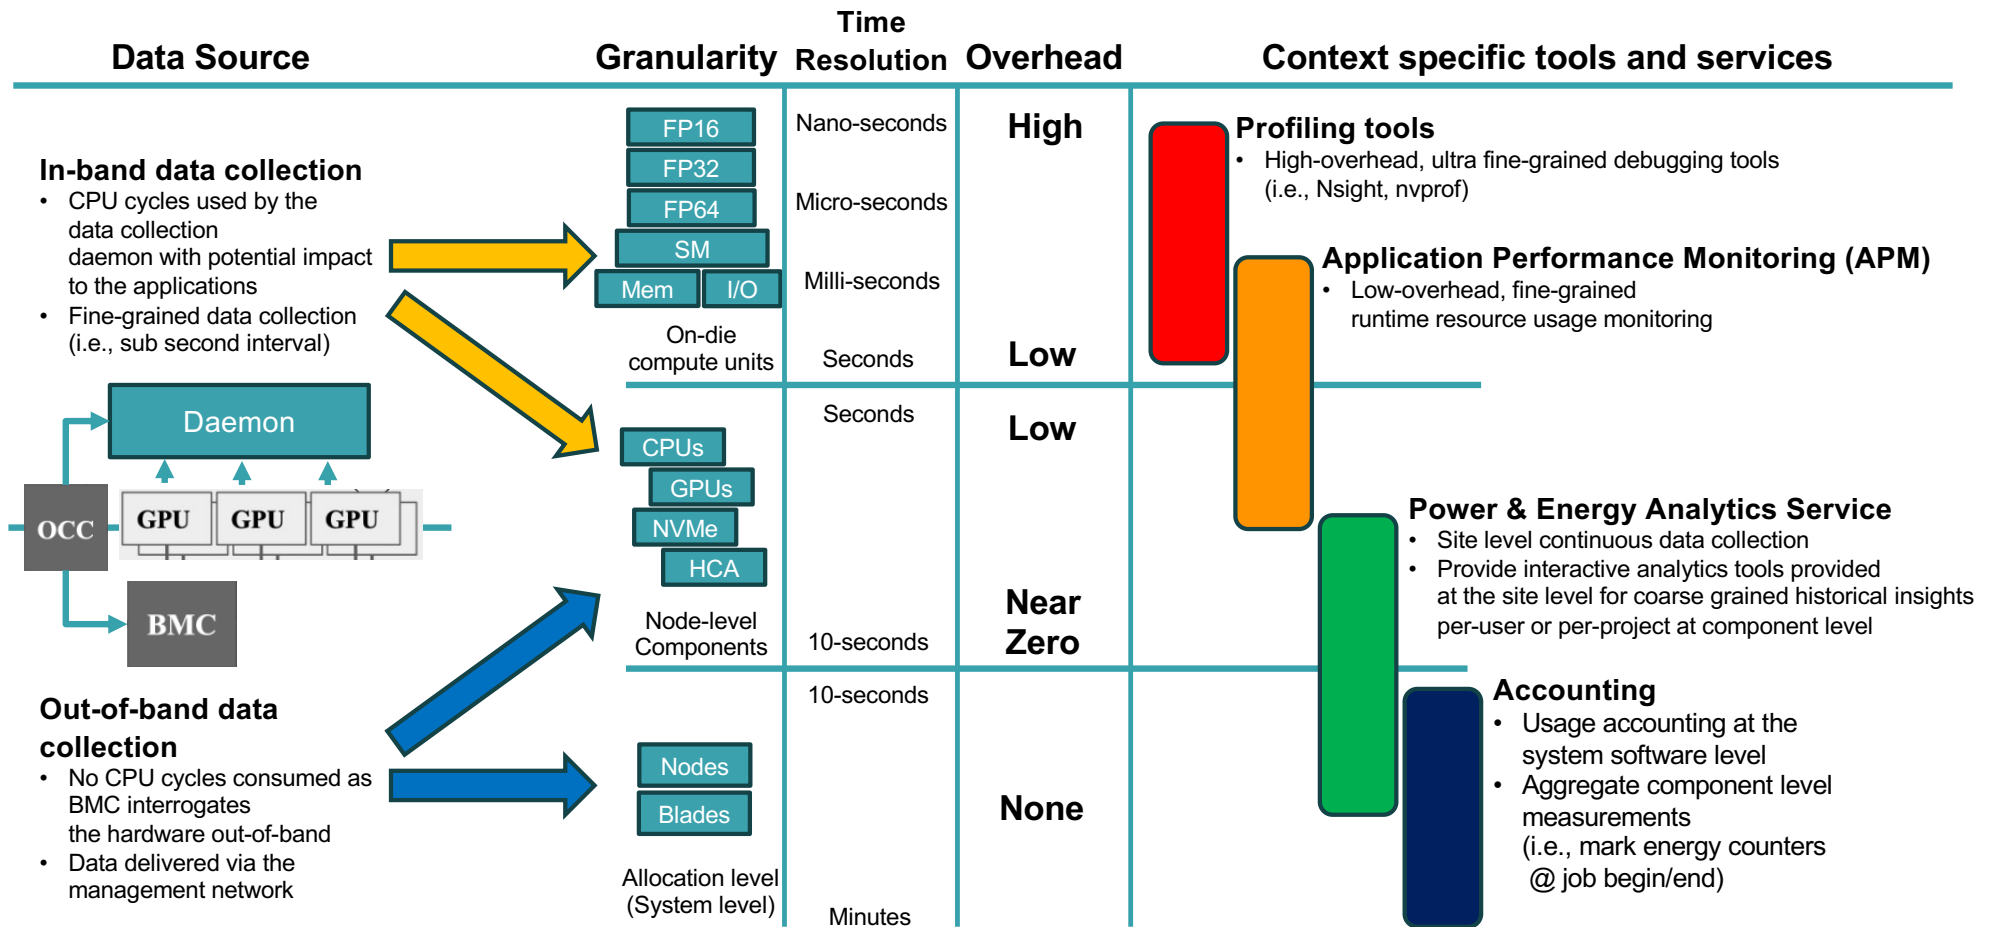 Data Source
Granularity
Time
Resolution
Overhead
Context specific tools and services
In-band data collection
• CPU cycles used by the
data collection
daemon with potential impact
to the applications
• Fine-grained data collection
(i.e., sub second interval)
Daemon
OCC
GPU
GPU
GPU
BMC
Out-of-band data
collection
• No CPU cycles consumed as
BMC interrogates
the hardware out-of-band
• Data delivered via the
management network
FP16
FP32
FP64
SM
Mem
I/O
On-die
compute units
CPUs
GPUs
NVMe
HCA
Node-level
Components
Nodes
Blades
Allocation level
(System level)
Nano-seconds
Micro-seconds
Milli-seconds
Seconds
Seconds
10-seconds
10-seconds
Minutes
High
Low
Low
Near
Zero
None
Profiling tools
• High-overhead, ultra fine-grained debugging tools
(i.e., Nsight, nvprof)
Application Performance Monitoring (APM)
• Low-overhead, fine-grained
runtime resource usage monitoring
Power & Energy Analytics Service
• Site level continuous data collection
• Provide interactive analytics tools provided
at the site level for coarse grained historical insights
per-user or per-project at component level
Accounting
• Usage accounting at the
system software level
• Aggregate component level
measurements
(i.e., mark energy counters
@ job begin/end)